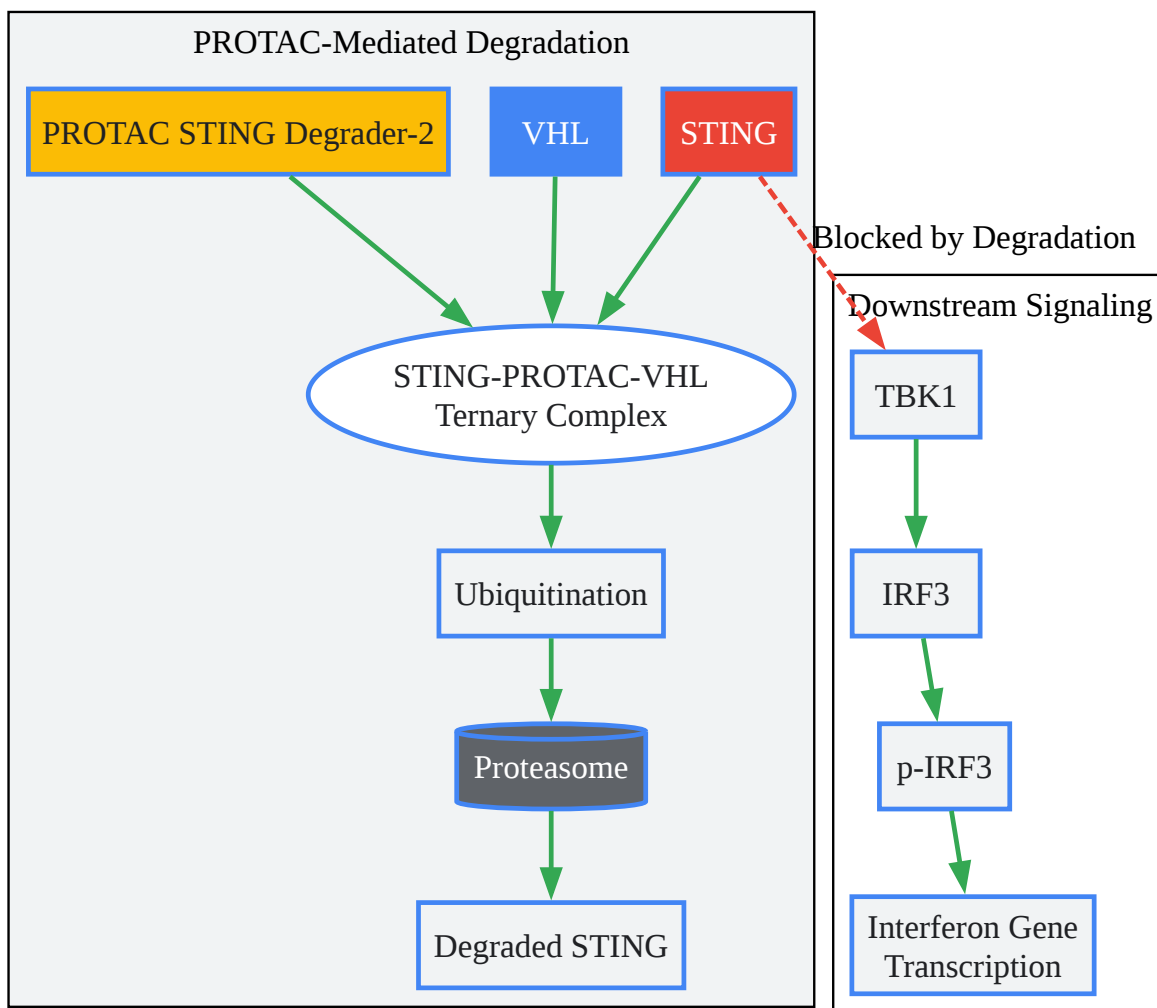 PROTAC-Mediated Degradation
PROTAC STING Degrader-2
VHL
STING
STING-PROTAC-VHL
Ternary Complex
Ubiquitination
Proteasome
Degraded STING
Blocked by Degradation
Downstream Signaling
TBK1
IRF3
p-IRF3
Interferon Gene
Transcription